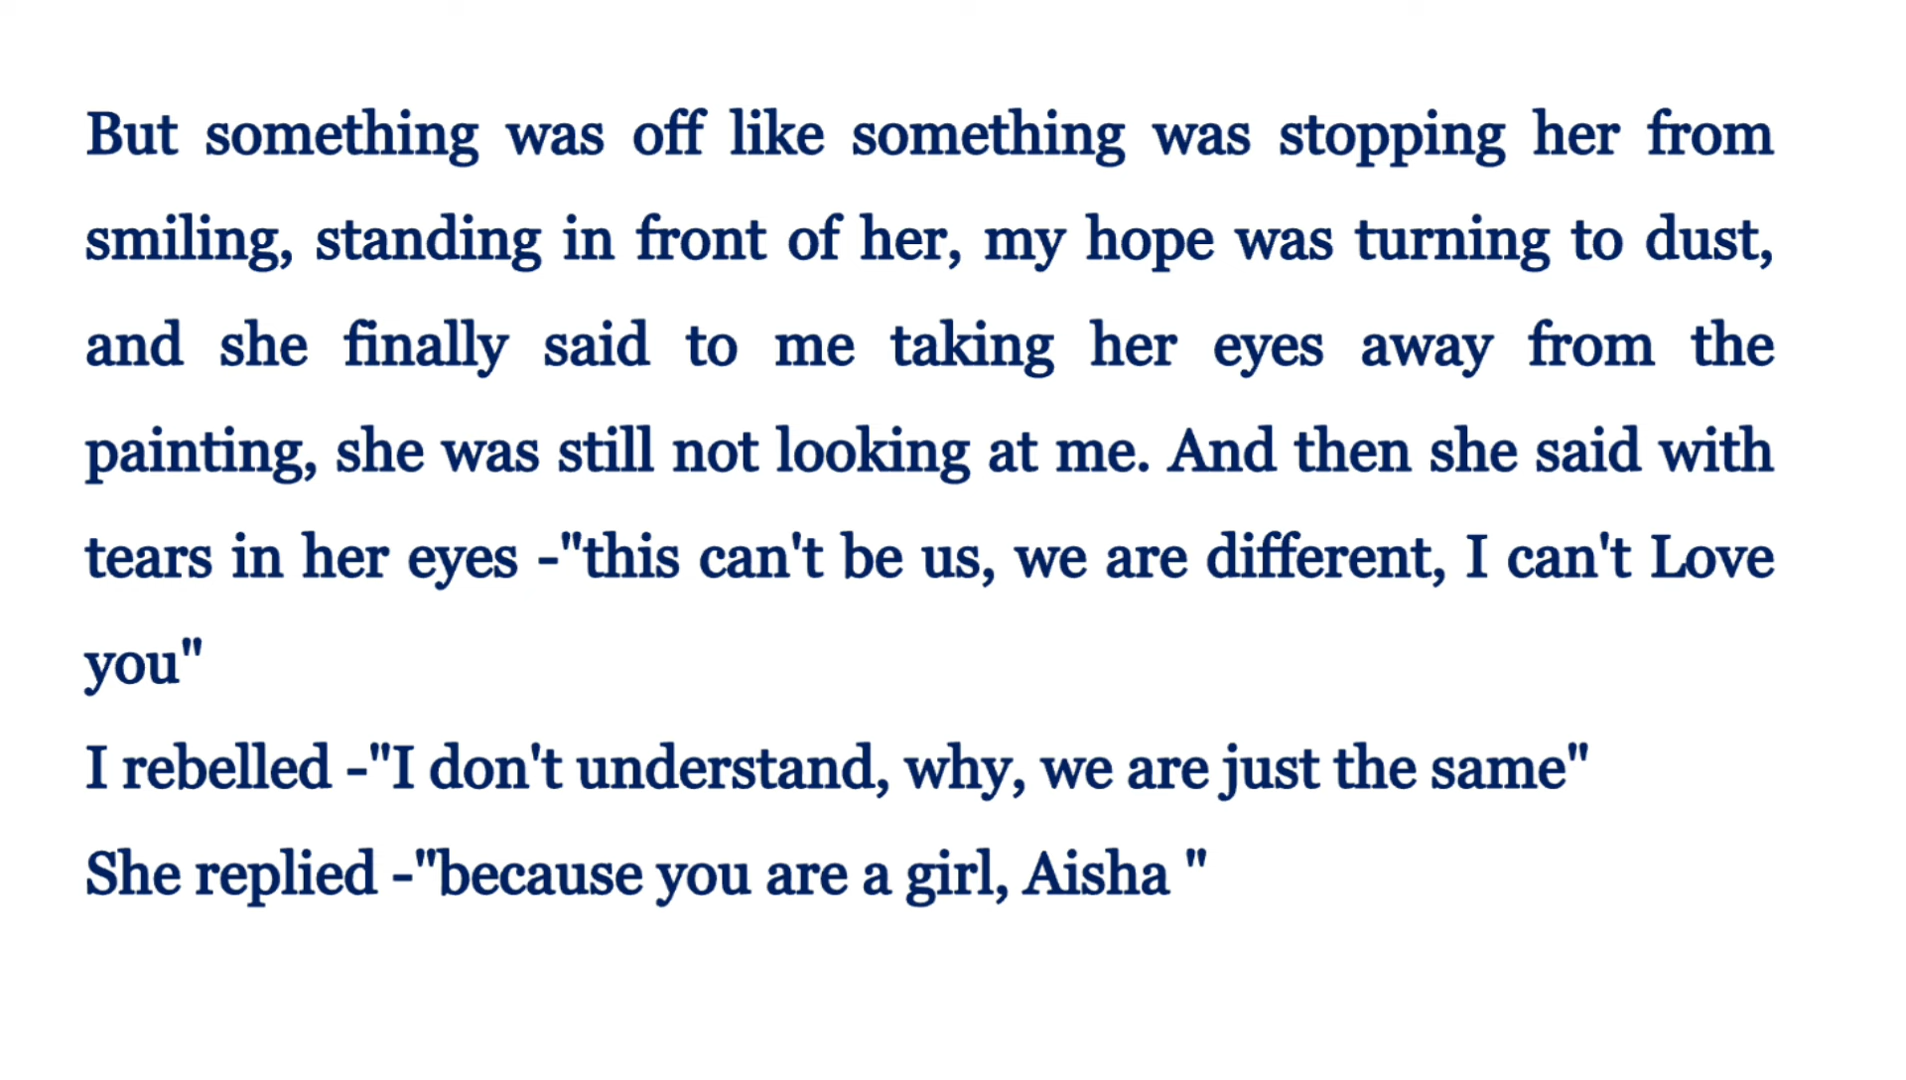 But something was off like something was stopping her from
smiling, standing in front of her, my hope was turning to dust,
and she finally said to me taking her eyes away from the
painting, she was still not looking at me. And then she said with
tears in her eyes -"this can't be us, we are different, I can't Love
you"
I rebelled -"I don't understand, why, we are just the same"
She replied -"because you are a girl, Aisha "